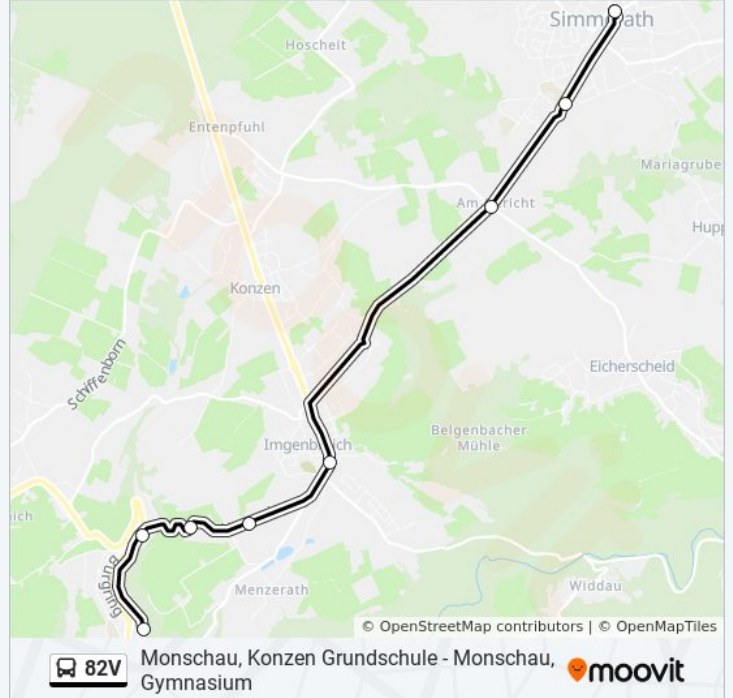 Simmerath
Hoscheit
Entenpfuhl
Mariagrube
Am Gericht
Hupp
Konzen
Schiffenborn
Eicherscheid
Belgenbacher
Mühle
Imgenbroich
ich
Burgring
Menzerath
Widdau
© OpenStreetMap contributors | © OpenMapTiles
82V
Monschau, Konzen Grundschule - Monschau,
Gymnasium
moovit